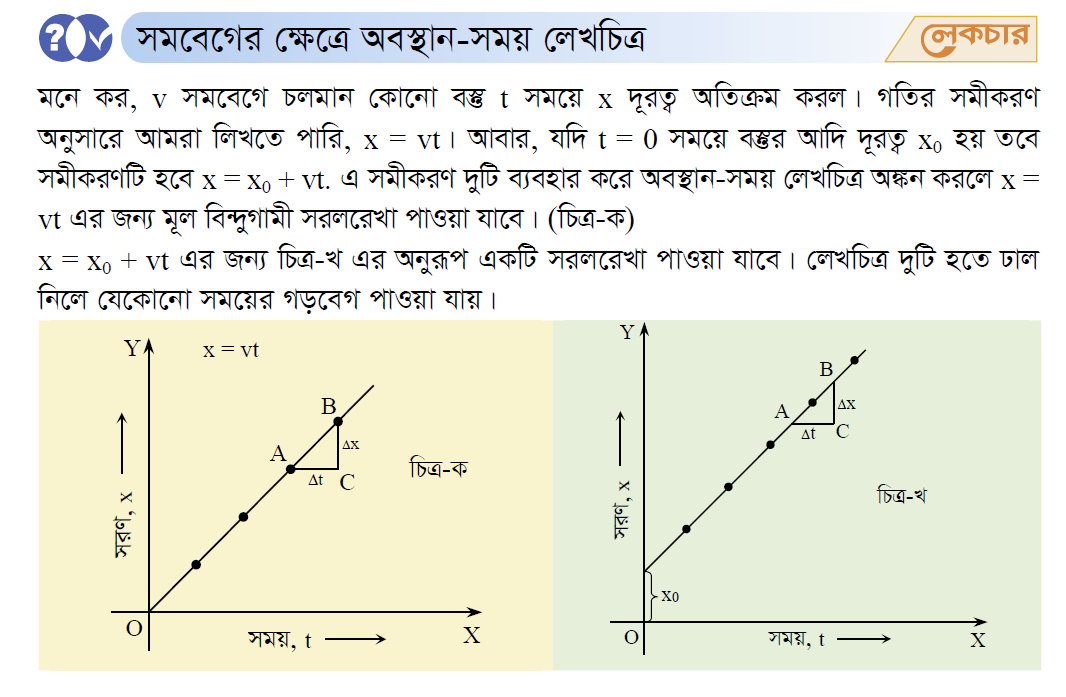 ?
সমবেগের ক্ষেত্রে অবস্থান-সময় লেখচিত্র
লেকচার
মনে কর, v সমবেগে চলমান কোনো বস্তু t সময়ে x দূরত্ব অতিক্রম করল। গতির সমীকরণ
অনুসারে আমরা লিখতে পারি, x = vt। আবার, যদি t = 0 সময়ে বস্তুর আদি দূরত্ব x₀ হয় তবে
সমীকরণটি হবে x = x₀ + vt. এ সমীকরণ দুটি ব্যবহার করে অবস্থান-সময় লেখচিত্র অঙ্কন করলে x =
vt এর জন্য মূল বিন্দুগামী সরলরেখা পাওয়া যাবে। (চিত্র-ক)
x = x₀ + vt এর জন্য চিত্র-খ এর অনুরূপ একটি সরলরেখা পাওয়া যাবে। লেখচিত্র দুটি হতে ঢাল
নিলে যেকোনো সময়ের গড়বেগ পাওয়া যায়।
Y
x = vt
B
A
Δx
Δt
C
চিত্র-ক
সরণ, x
O
সময়, t
X
Y
B
A
Δx
Δt
C
চিত্র-খ
সরণ, x
x₀
O
সময়, t
X